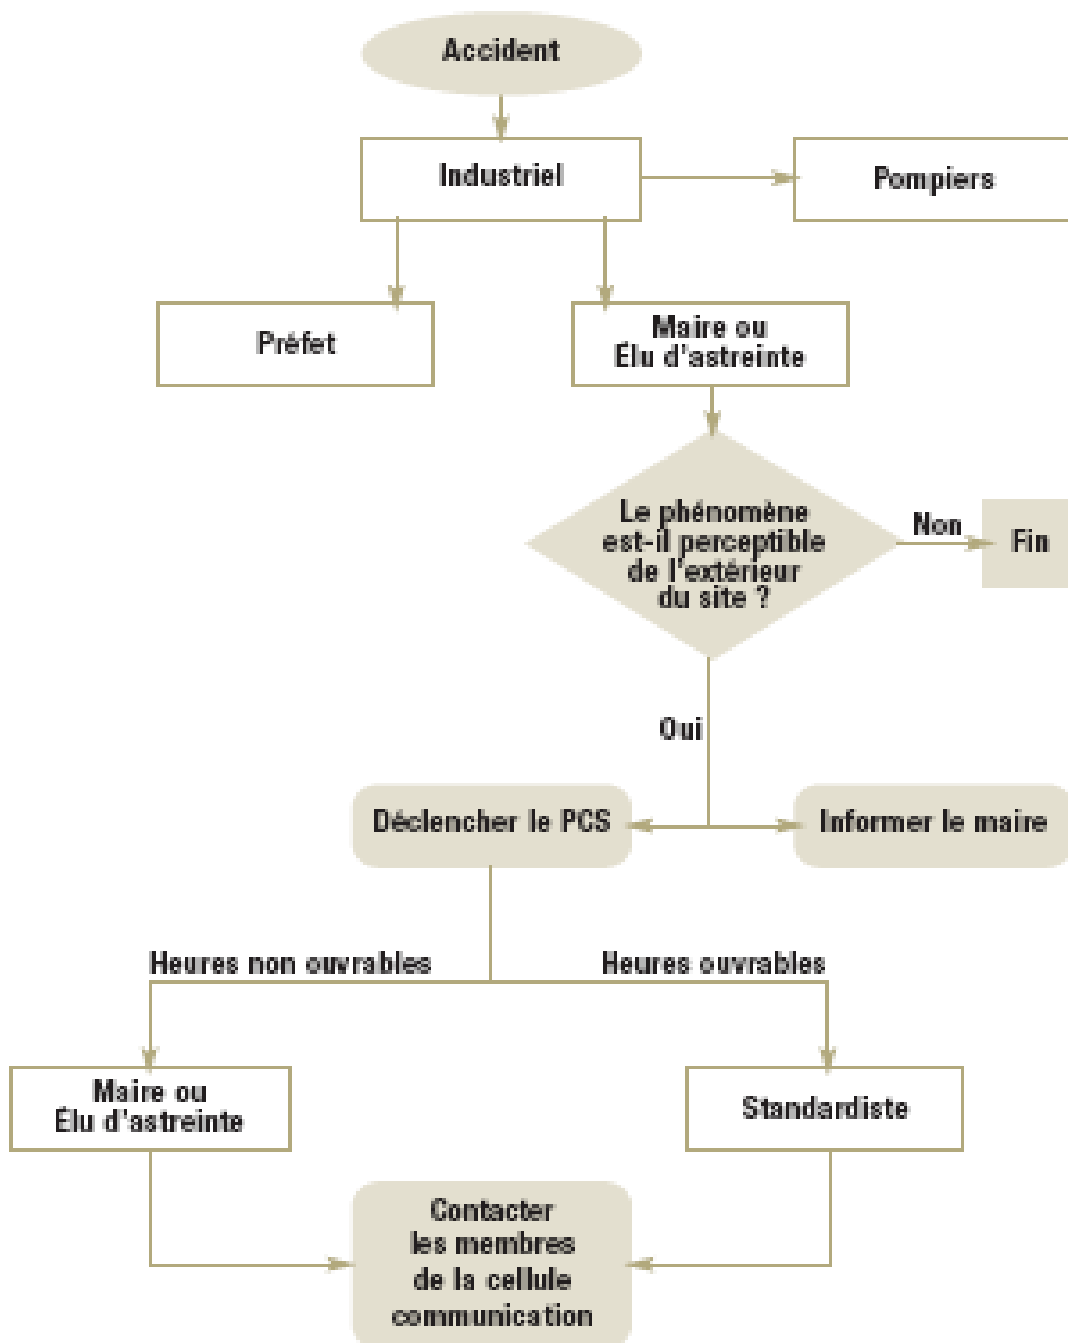 Accident
Industriel
Pompiers
Préfet
Maire ou
Élu d'astreinte
Le phénomène
est-il perceptible
de l'extérieur
du site ?
Non
Fin
Oui
Déclencher le PCS
Informer le maire
Heures non ouvrables
Heures ouvrables
Maire ou
Élu d'astreinte
Standardiste
Contacter
les membres
de la cellule
communication